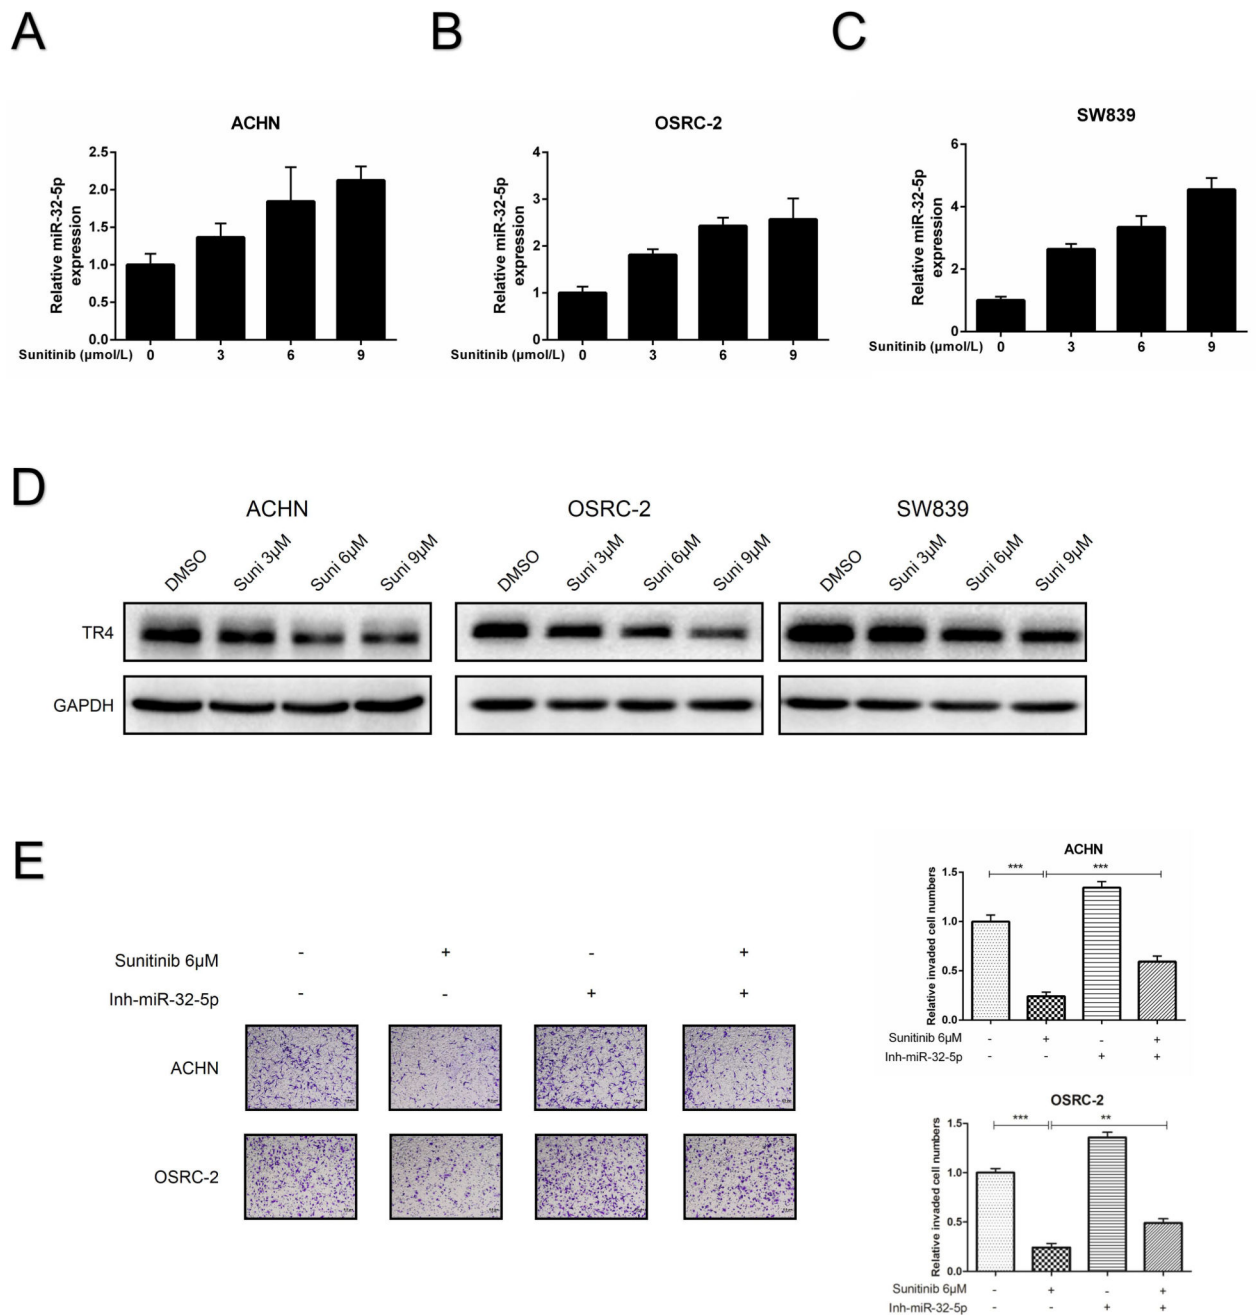 A
B
C
ACHN
Relative miR-32-5p
expression
2.5
2.0
1.5
1.0
0.5
0.0
Sunitinib (μmol/L) 0 3 6 9
OSRC-2
Relative miR-32-5p
expression
4
3
2
1
0
Sunitinib (μmol/L) 0 3 6 9
SW839
Relative miR-32-5p
expression
6
4
2
0
Sunitinib (μmol/L) 0 3 6 9
D
ACHN OSRC-2 SW839
DMSO Suni 3μM Suni 6μM Suni 9μM DMSO Suni 3μM Suni 6μM Suni 9μM DMSO Suni 3μM Suni 6μM Suni 9μM
TR4
GAPDH
E
Sunitinib 6μM - + - +
Inh-miR-32-5p - - + +
ACHN
OSRC-2
ACHN
*** ***
Relative invaded cell numbers
1.5
1.0
0.5
0.0
Sunitinib 6μM - + - +
Inh-miR-32-5p - - + +
OSRC-2
*** **
Relative invaded cell numbers
1.5
1.0
0.5
0.0
Sunitinib 6μM - + - +
Inh-miR-32-5p - - + +